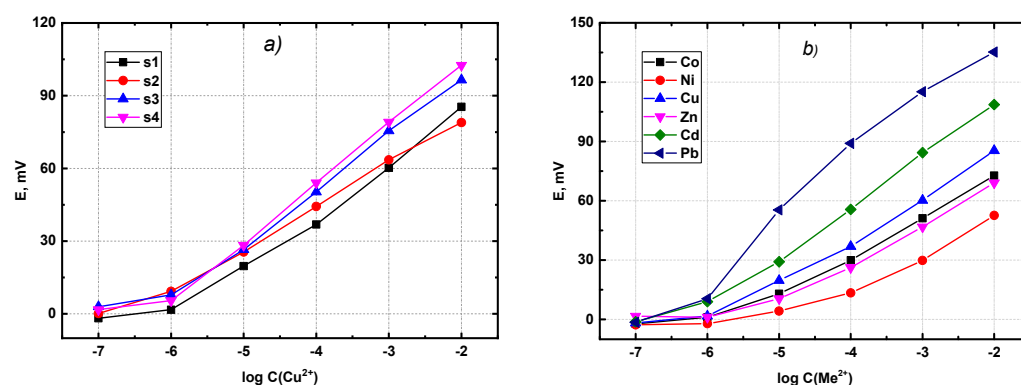 a)
s1
s2
s3
s4
120
90
60
30
0
E, mV
-7 -6 -5 -4 -3 -2
log C(Cu²⁺)
b)
Co
Ni
Cu
Zn
Cd
Pb
150
120
90
60
30
0
E, mV
-7 -6 -5 -4 -3 -2
log C(Me²⁺)